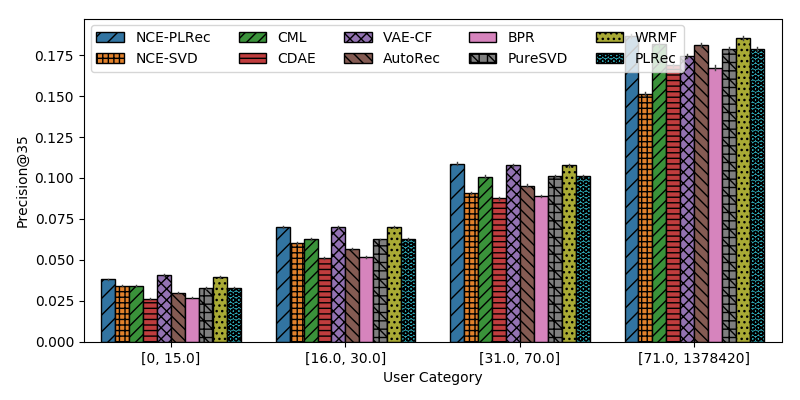 NCE-PLRec CML VAE-CF BPR WRMF
NCE-SVD CDAE AutoRec PureSVD PLRec
0.175
0.150
0.125
0.100
0.075
0.050
0.025
0.000
Precision@35
[0, 15.0] [16.0, 30.0] [31.0, 70.0] [71.0, 1378420]
User Category